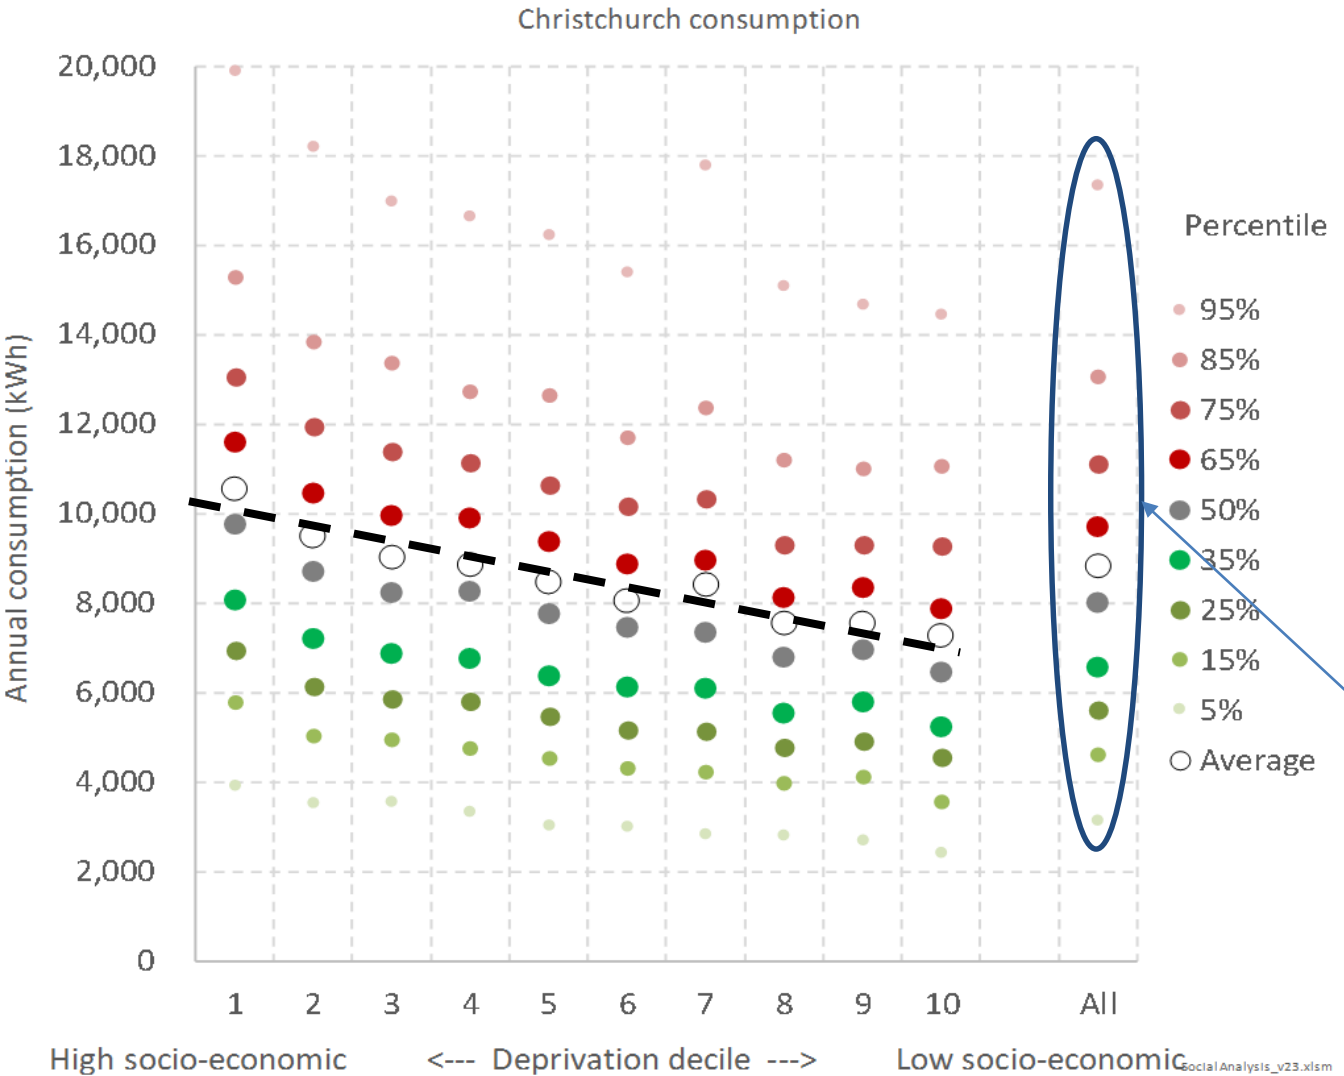 Christchurch consumption
20,000
18,000
16,000
14,000
12,000
10,000
8,000
6,000
4,000
2,000
0
Annual consumption (kWh)
1 2 3 4 5 6 7 8 9 10 All
High socio-economic <--- Deprivation decile ---> Low socio-economic
Percentile
95%
85%
75%
65%
50%
35%
25%
15%
5%
Average
Social Analysis_v23.xlsm